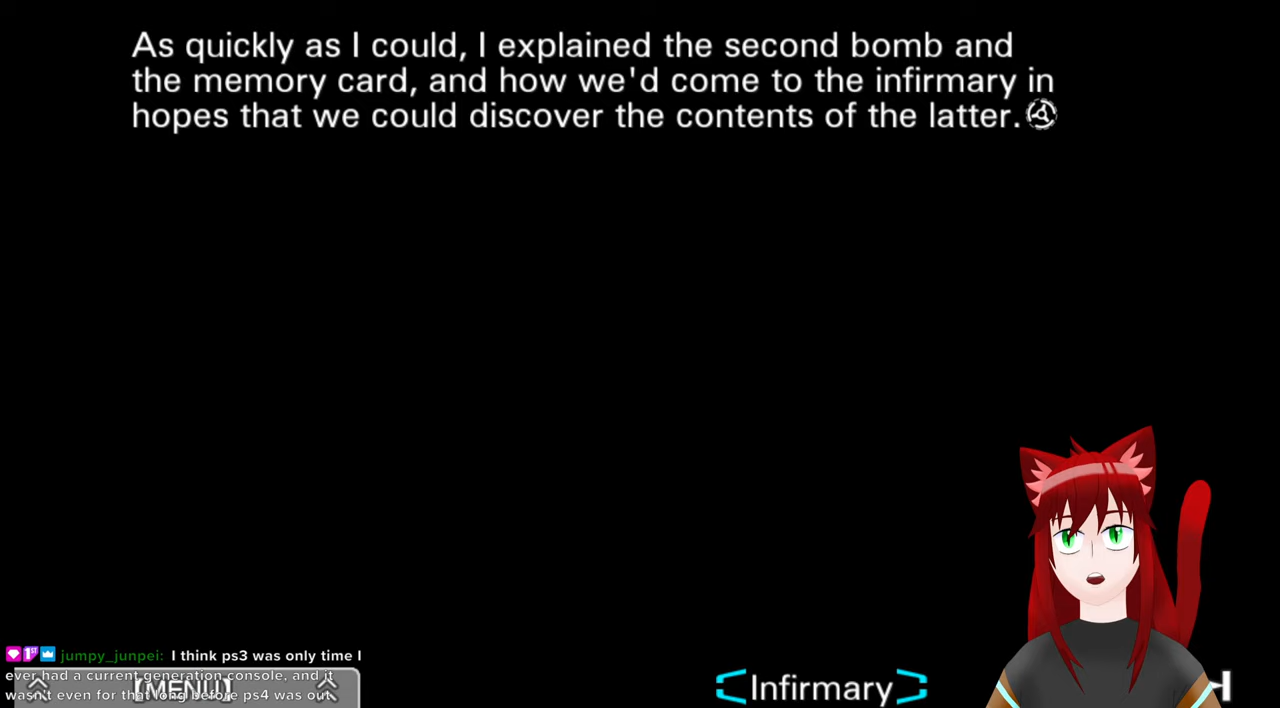 As quickly as I could, I explained the second bomb and
the memory card, and how we'd come to the infirmary in
hopes that we could discover the contents of the latter.
jumpy_junpei: I think ps3 was only time I
ever had a current generation console, and it
wasn't even for that long before ps4 was out
[MENU]
Infirmary